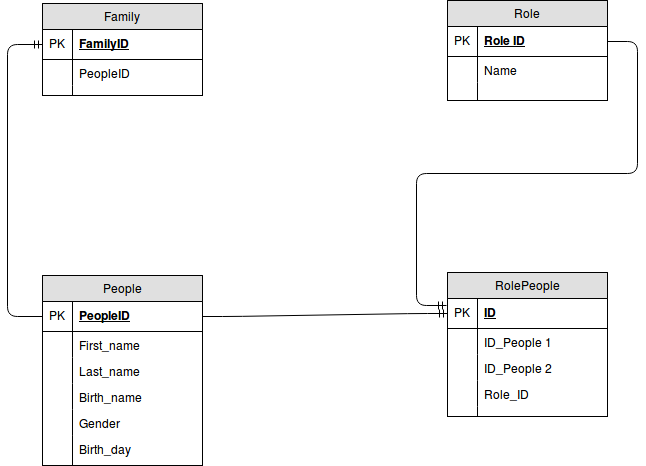 Family
PK FamilyID
PeopleID
Role
PK Role ID
Name
People
PK PeopleID
First_name
Last_name
Birth_name
Gender
Birth_day
RolePeople
PK ID
ID_People 1
ID_People 2
Role_ID